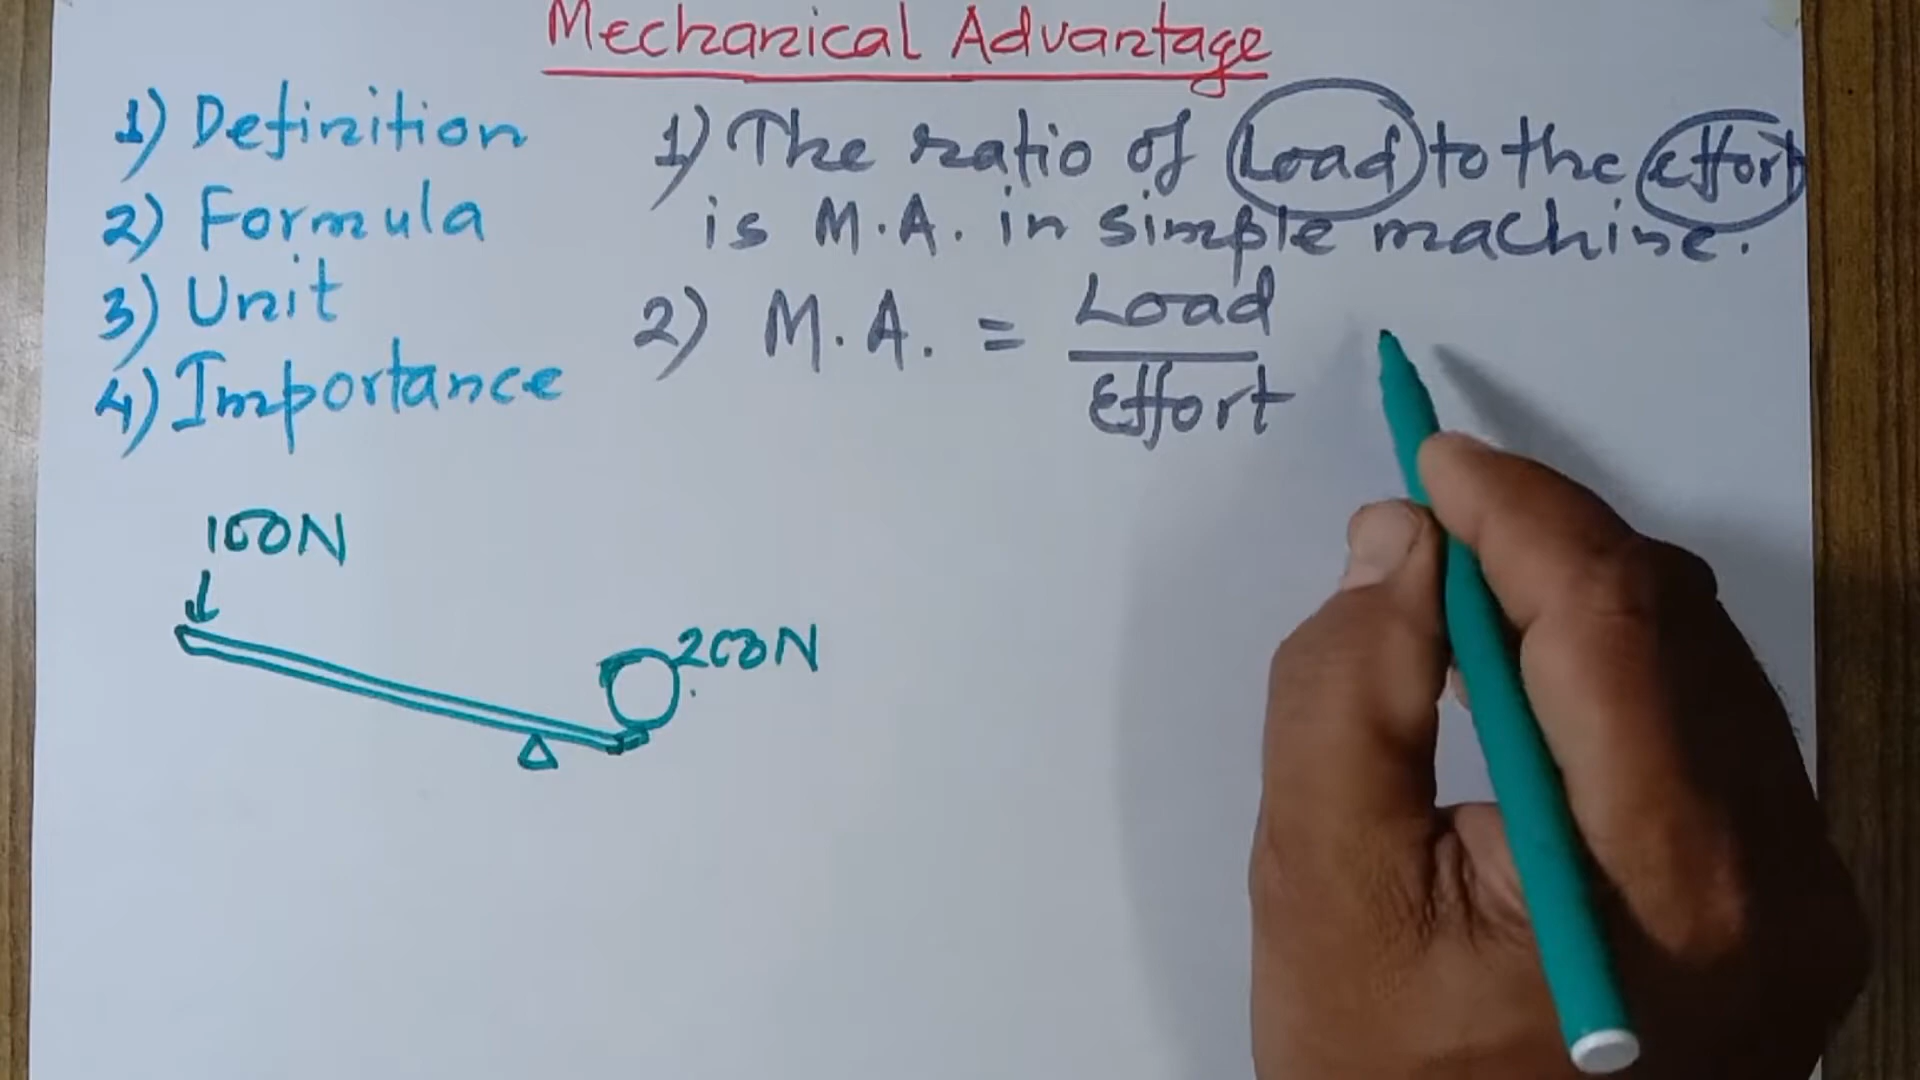 Mechanical Advantage
1) Definition
2) Formula
3) Unit
4) Importance
1) The ratio of Load to the effort
is M.A. in simple machine.
2) M.A. = Load
Effort
100N
200N